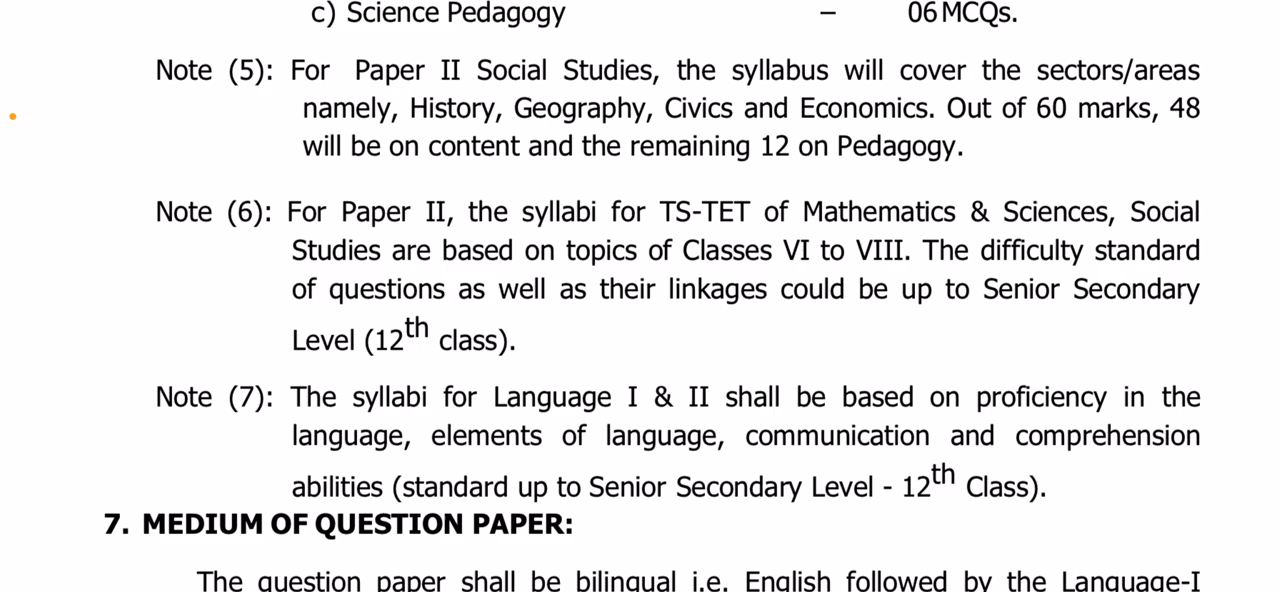 c) Science Pedagogy – 06 MCQs.
Note (5): For Paper II Social Studies, the syllabus will cover the sectors/areas
namely, History, Geography, Civics and Economics. Out of 60 marks, 48
will be on content and the remaining 12 on Pedagogy.
Note (6): For Paper II, the syllabi for TS-TET of Mathematics & Sciences, Social
Studies are based on topics of Classes VI to VIII. The difficulty standard
of questions as well as their linkages could be up to Senior Secondary
Level (12th class).
Note (7): The syllabi for Language I & II shall be based on proficiency in the
language, elements of language, communication and comprehension
abilities (standard up to Senior Secondary Level - 12th Class).
7. MEDIUM OF QUESTION PAPER:
The question paper shall be bilingual i.e. English followed by the Language-I